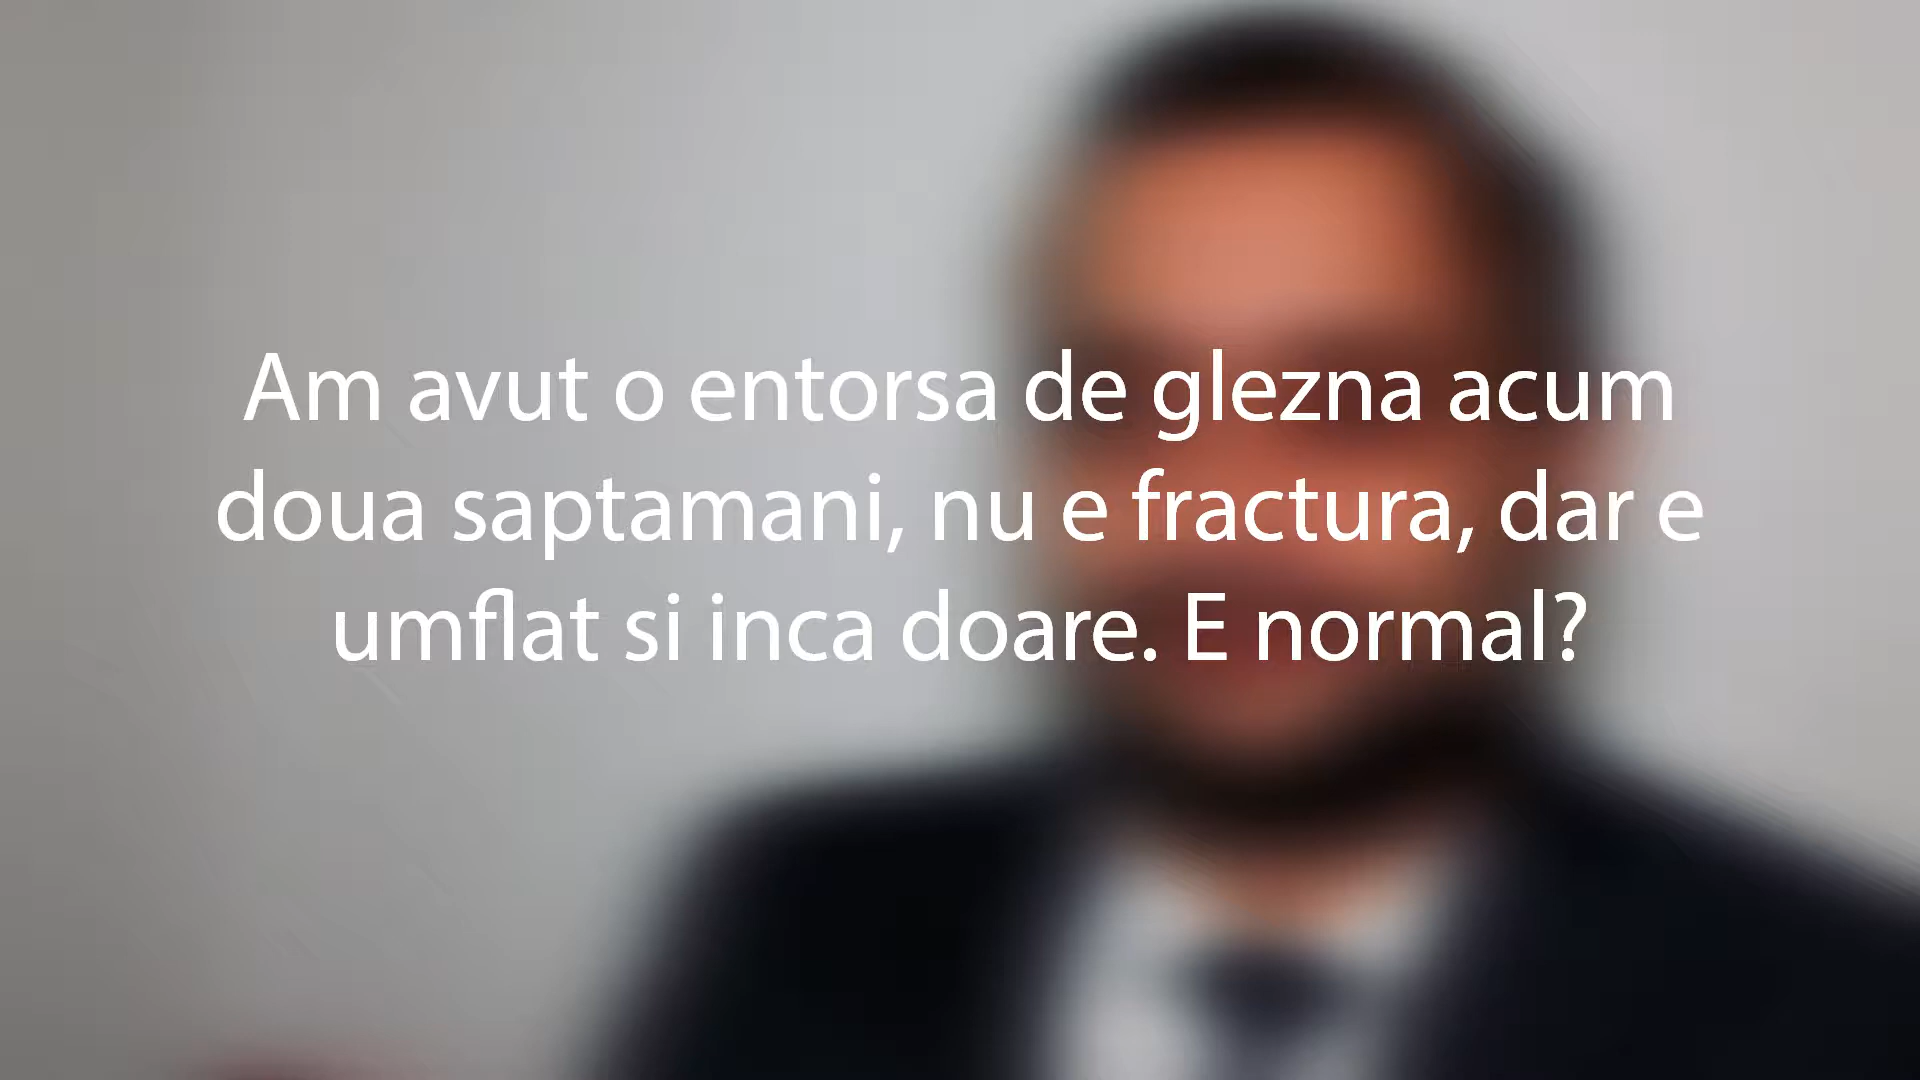 Am avut o entorsa de glezna acum
doua saptamani, nu e fractura, dar e
umflat si inca doare. E normal?